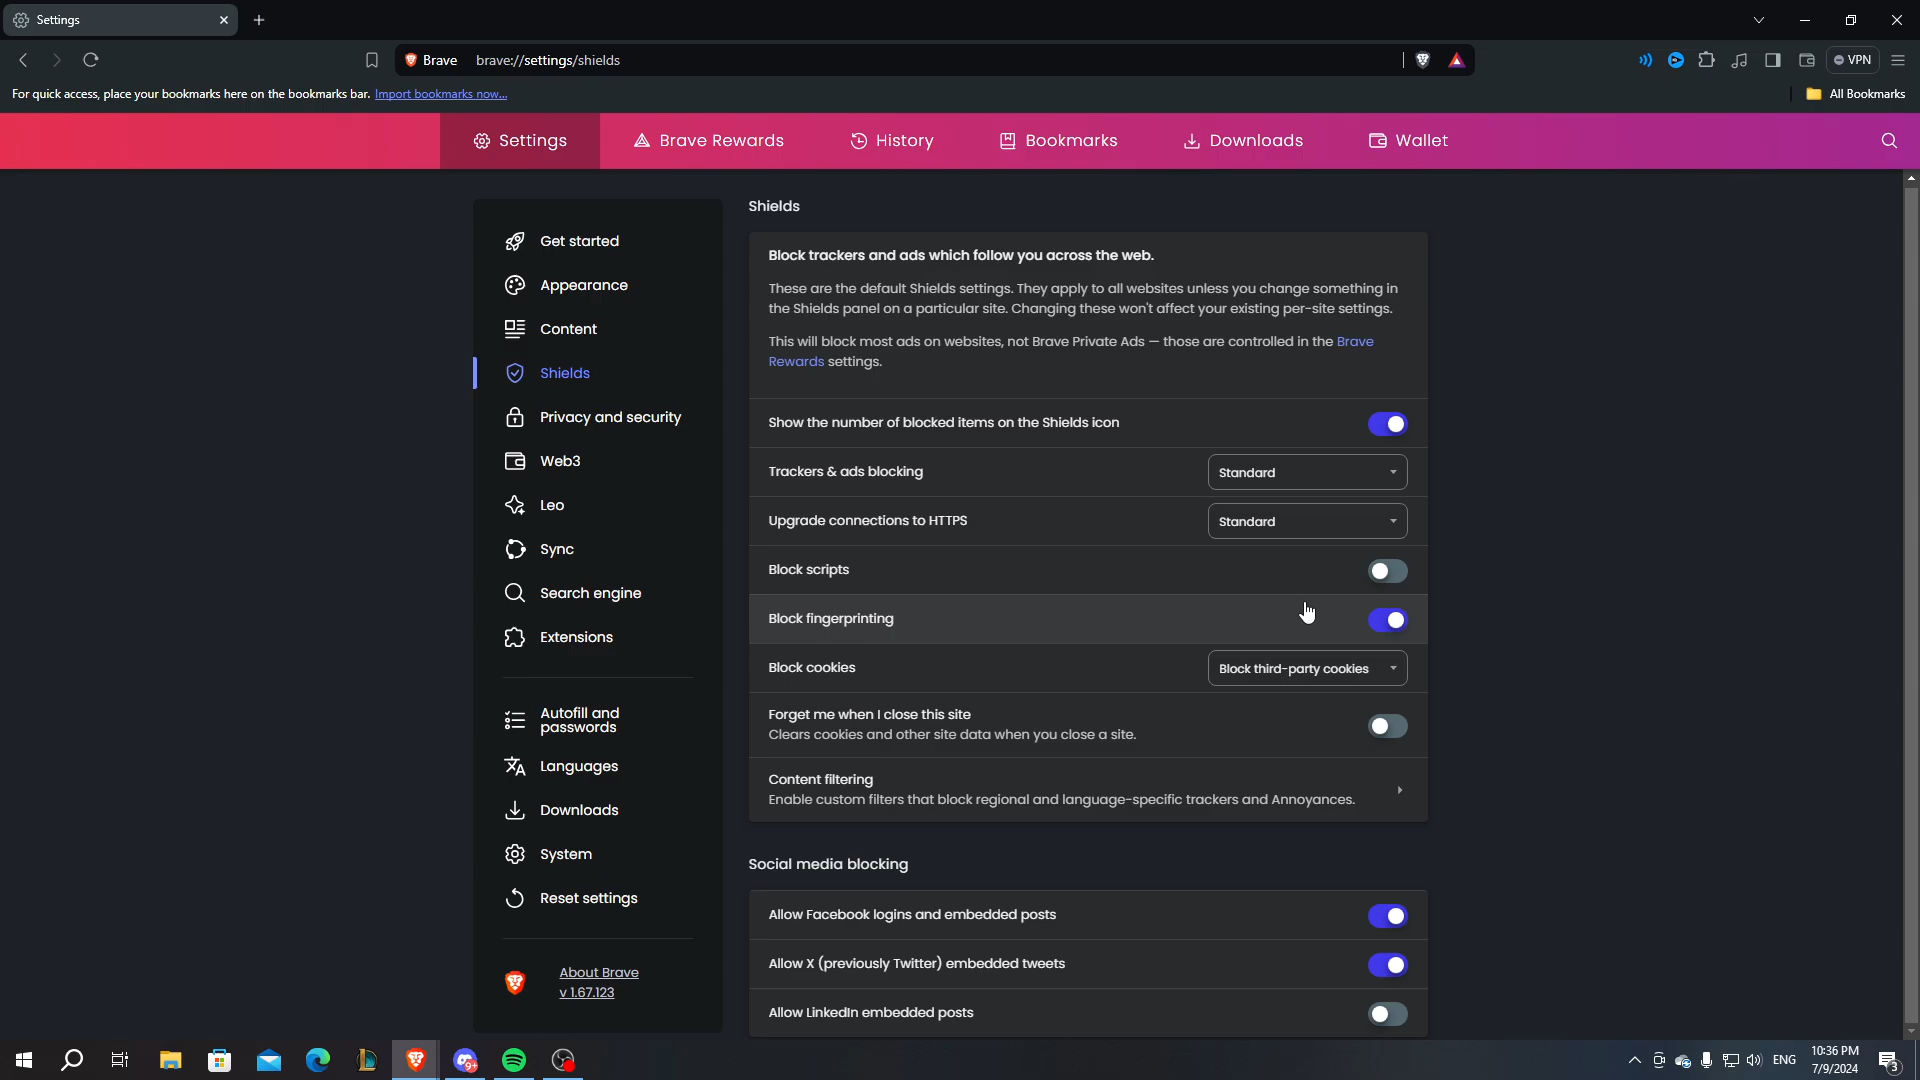 Settings
Brave
brave://settings/shields
VPN
For quick access, place your bookmarks here on the bookmarks bar. Import bookmarks now...
All Bookmarks
Settings
Brave Rewards
History
Bookmarks
Downloads
Wallet
Get started
Appearance
Content
Shields
Privacy and security
Web3
Leo
Sync
Search engine
Extensions
Autofill and
passwords
Languages
Downloads
System
Reset settings
About Brave
v 1.67.123
Shields
Block trackers and ads which follow you across the web.
These are the default Shields settings. They apply to all websites unless you change something in
the Shields panel on a particular site. Changing these won't affect your existing per-site settings.
This will block most ads on websites, not Brave Private Ads — those are controlled in the Brave
Rewards settings.
Show the number of blocked items on the Shields icon
Trackers & ads blocking
Standard
Upgrade connections to HTTPS
Standard
Block scripts
Block fingerprinting
Block cookies
Block third-party cookies
Forget me when I close this site
Clears cookies and other site data when you close a site.
Content filtering
Enable custom filters that block regional and language-specific trackers and Annoyances.
Social media blocking
Allow Facebook logins and embedded posts
Allow X (previously Twitter) embedded tweets
Allow LinkedIn embedded posts
9+
ENG
10:36 PM
7/9/2024
3